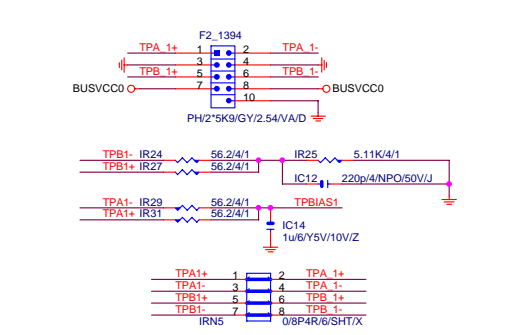 F2_1394
TPA_1+ 1 2 TPA_1-
3 4
TPB_1+ 5 6 TPB_1-
BUSVCC0 7 8 BUSVCC0
10
PH/2*5K9/GY/2.54/VA/D
TPB1- IR24 56.2/4/1 IR25 5.11K/4/1
TPB1+ IR27 56.2/4/1
IC12 220p/4/NPO/50V/J
TPA1- IR29 56.2/4/1 TPBIAS1
TPA1+ IR31 56.2/4/1
IC14
1u/6/Y5V/10V/Z
TPA1+ 1 2 TPA_1+
TPA1- 3 4 TPA_1-
TPB1+ 5 6 TPB_1+
TPB1- 7 8 TPB_1-
IRN5 0/8P4R/6/SHT/X